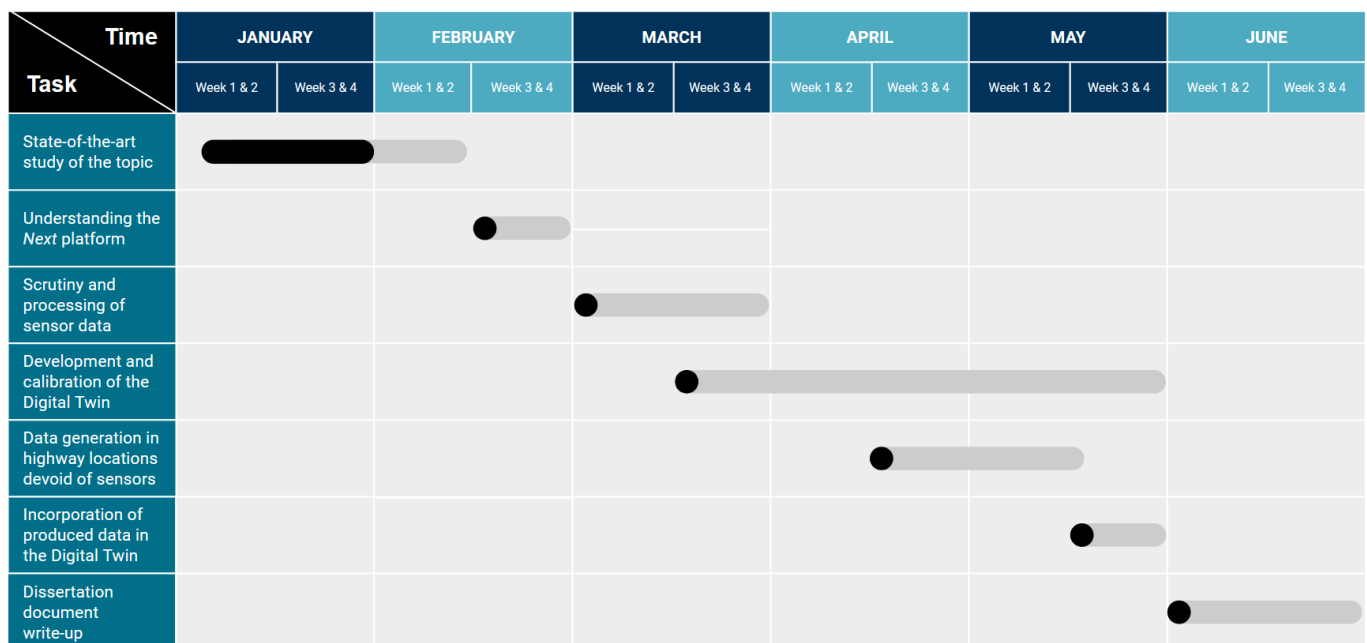 Time
Task
JANUARY
FEBRUARY
MARCH
APRIL
MAY
JUNE
Week 1 & 2
Week 3 & 4
Week 1 & 2
Week 3 & 4
Week 1 & 2
Week 3 & 4
Week 1 & 2
Week 3 & 4
Week 1 & 2
Week 3 & 4
Week 1 & 2
Week 3 & 4
State-of-the-art
study of the topic
Understanding the
Next platform
Scrutiny and
processing of
sensor data
Development and
calibration of the
Digital Twin
Data generation in
highway locations
devoid of sensors
Incorporation of
produced data in
the Digital Twin
Dissertation
document
write-up